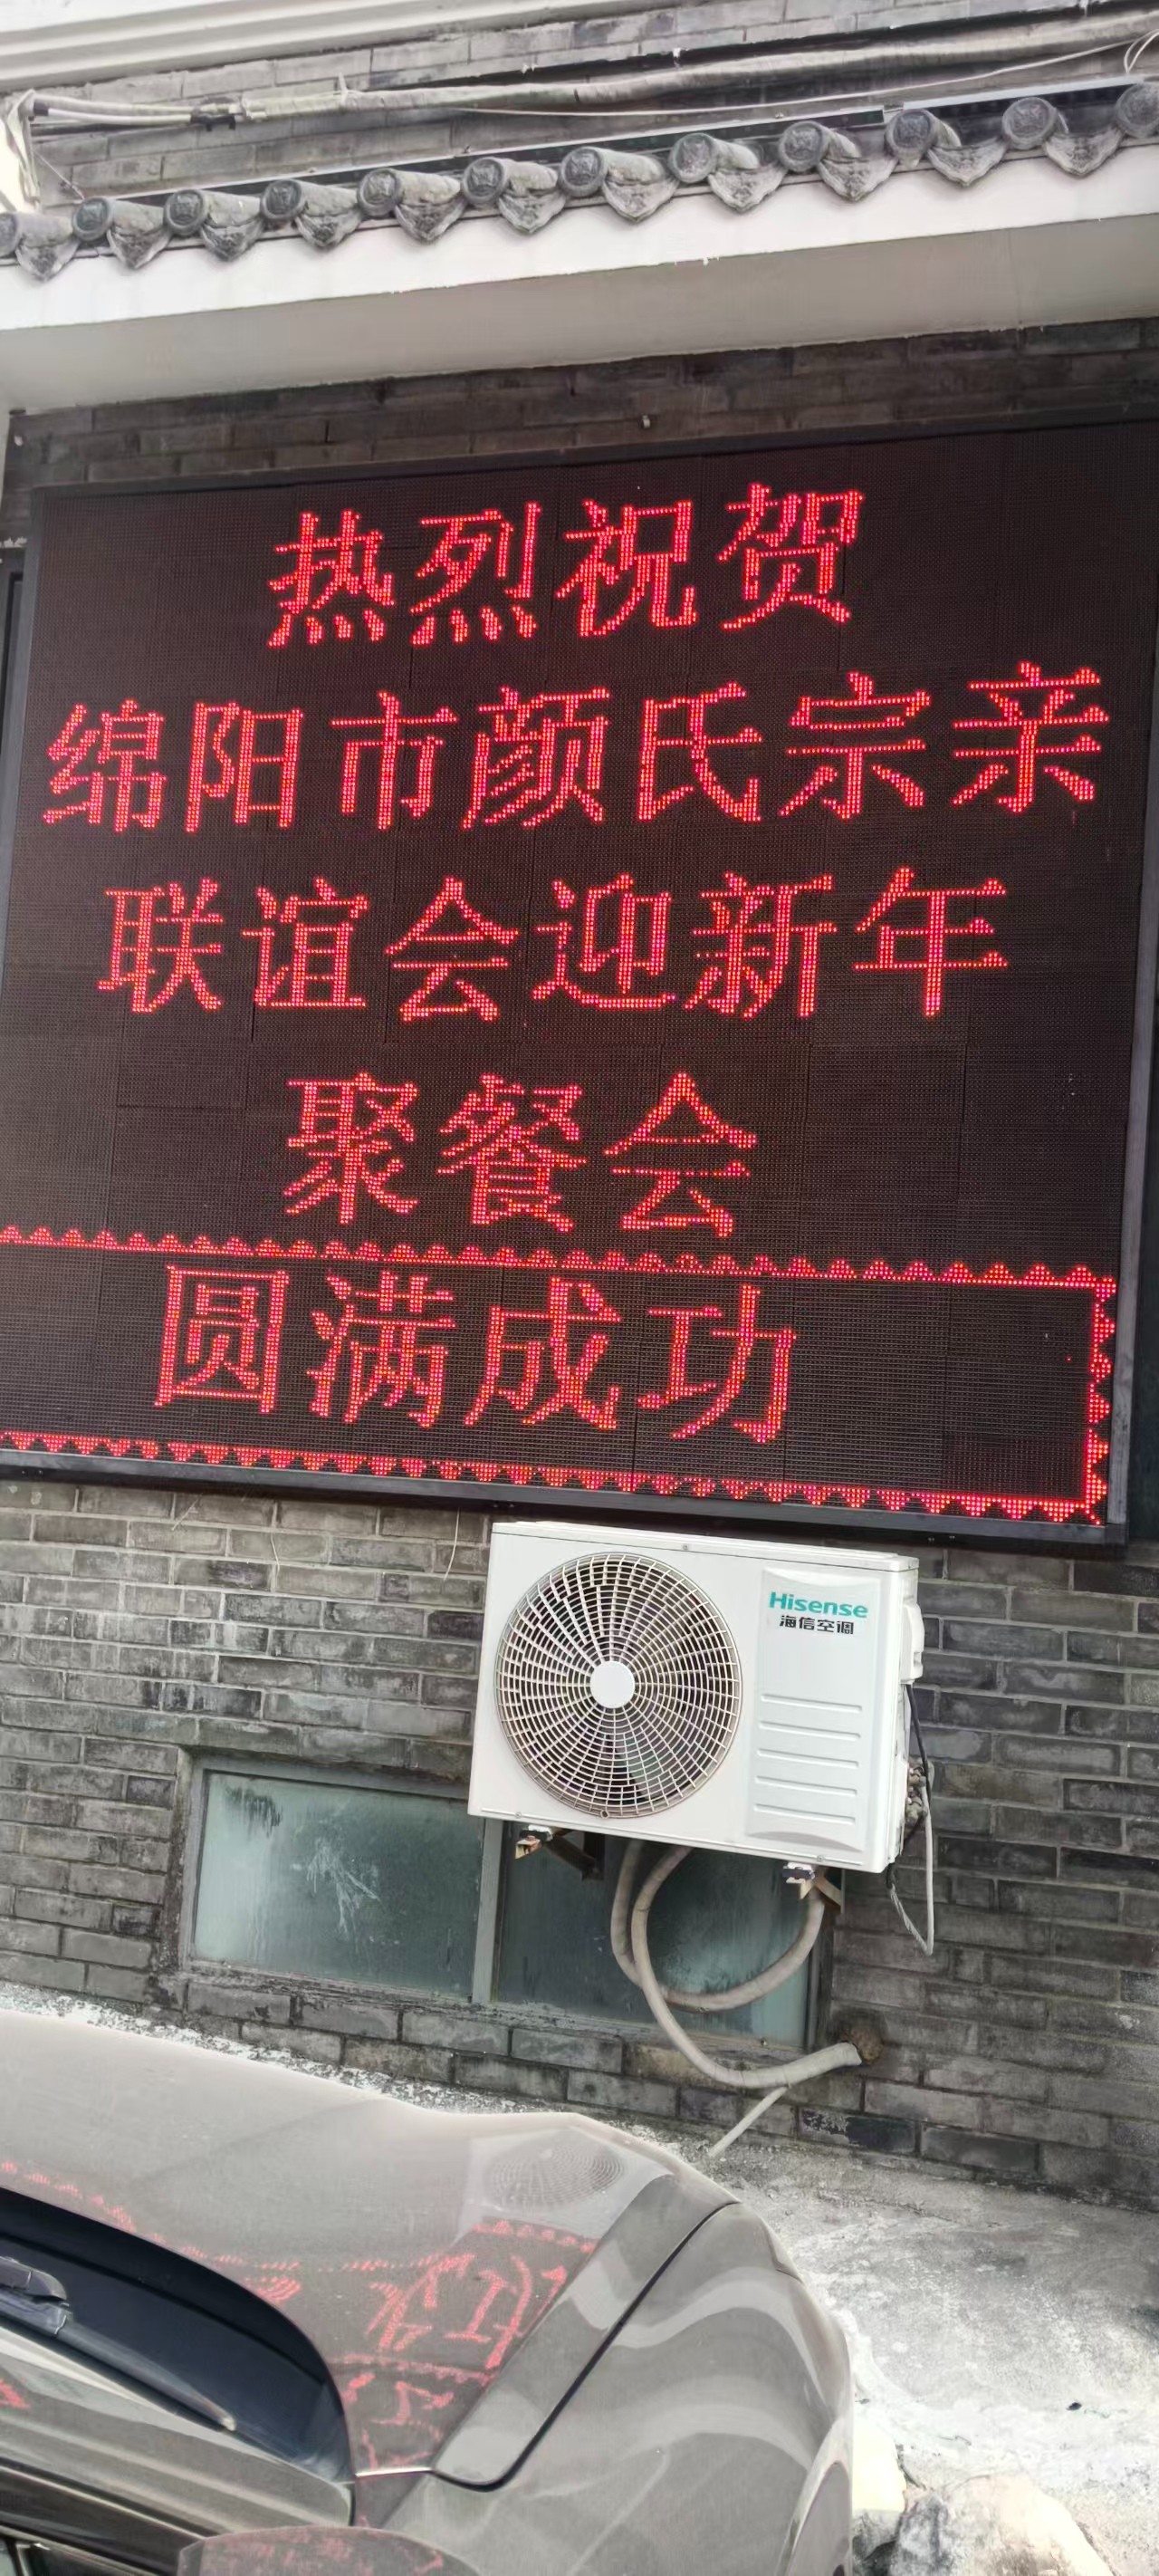 热烈祝贺
绵阳市颜氏宗亲
联谊会迎新年
聚餐会
圆满成功
Hisense
海信空调